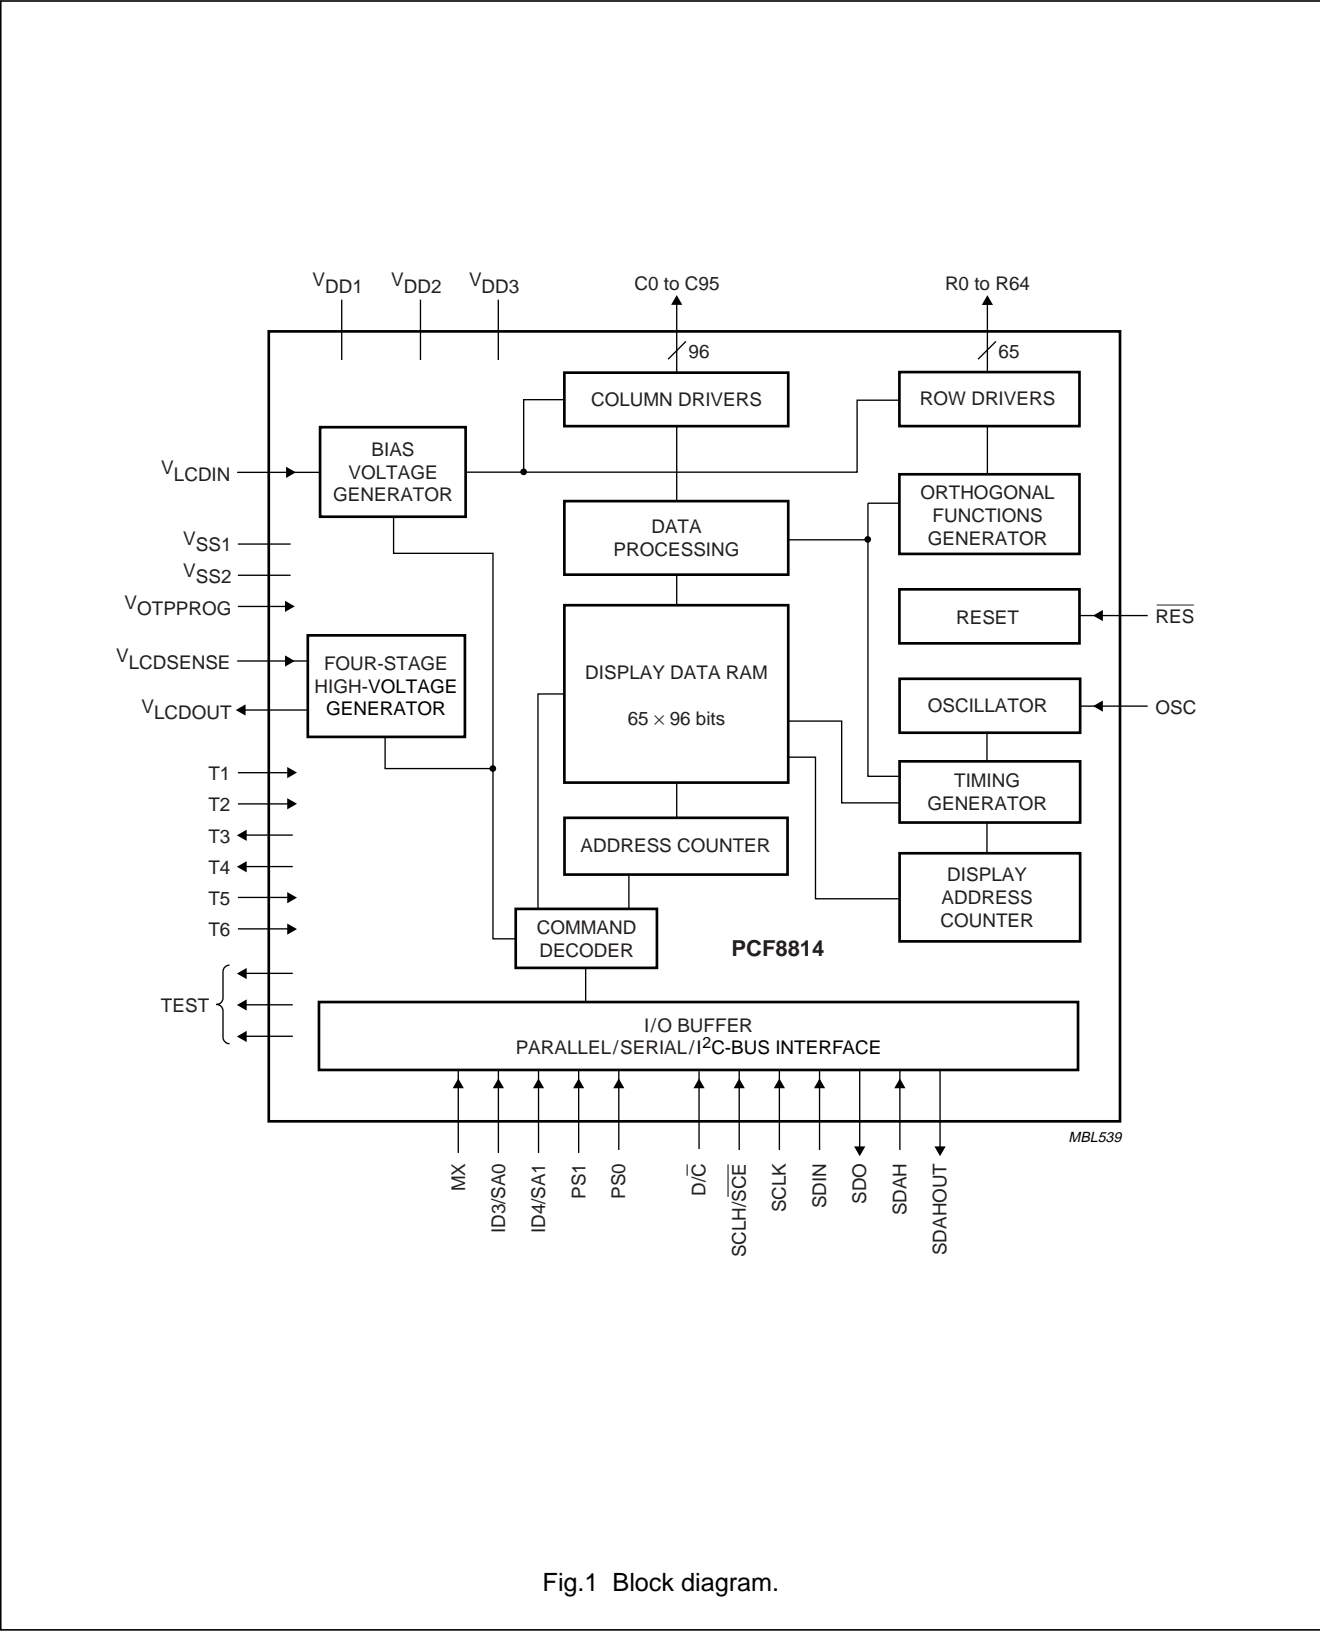 VDD1 VDD2 VDD3 C0 to C95 R0 to R64
96 65
COLUMN DRIVERS
ROW DRIVERS
BIAS
VOLTAGE
GENERATOR
VLCDIN
ORTHOGONAL
FUNCTIONS
GENERATOR
DATA
PROCESSING
VSS1
VSS2
VOTPPROG
RESET
RES
VLCDSENSE
VLCDOUT
FOUR-STAGE
HIGH-VOLTAGE
GENERATOR
DISPLAY DATA RAM
65 × 96 bits
OSCILLATOR
OSC
T1
T2
T3
T4
T5
T6
TIMING
GENERATOR
ADDRESS COUNTER
DISPLAY
ADDRESS
COUNTER
COMMAND
DECODER
PCF8814
TEST
I/O BUFFER
PARALLEL/SERIAL/I²C-BUS INTERFACE
MBL539
MX
ID3/SA0
ID4/SA1
PS1
PS0
D/C̅
SCLH/S̅C̅E̅
SCLK
SDIN
SDO
SDAH
SDAHOUT
Fig.1 Block diagram.